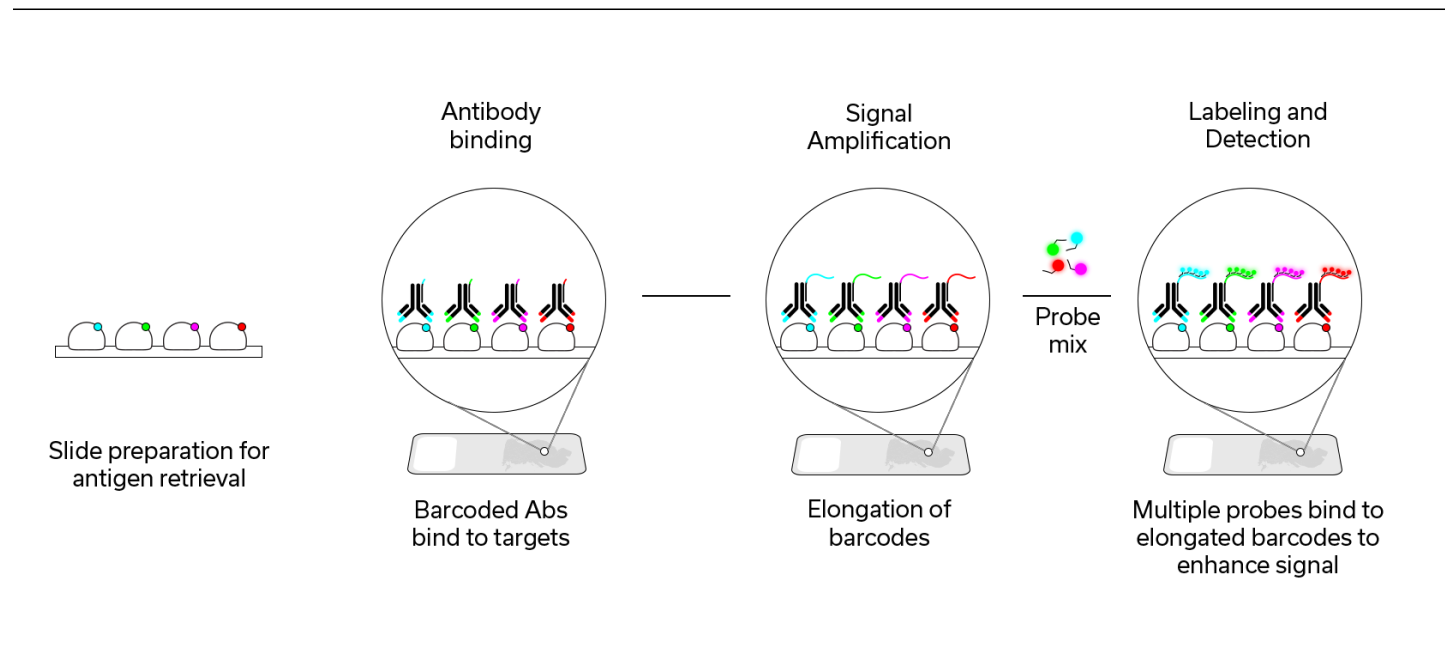 Antibody
binding
Signal
Amplification
Labeling and
Detection
Probe
mix
Slide preparation for
antigen retrieval
Barcoded Abs
bind to targets
Elongation of
barcodes
Multiple probes bind to
elongated barcodes to
enhance signal